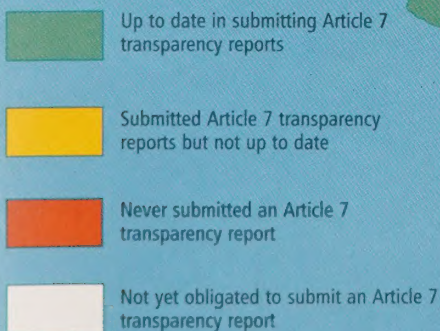 Up to date in submitting Article 7
transparency reports
Submitted Article 7 transparency
reports but not up to date
Never submitted an Article 7
transparency report
Not yet obligated to submit an Article 7
transparency report